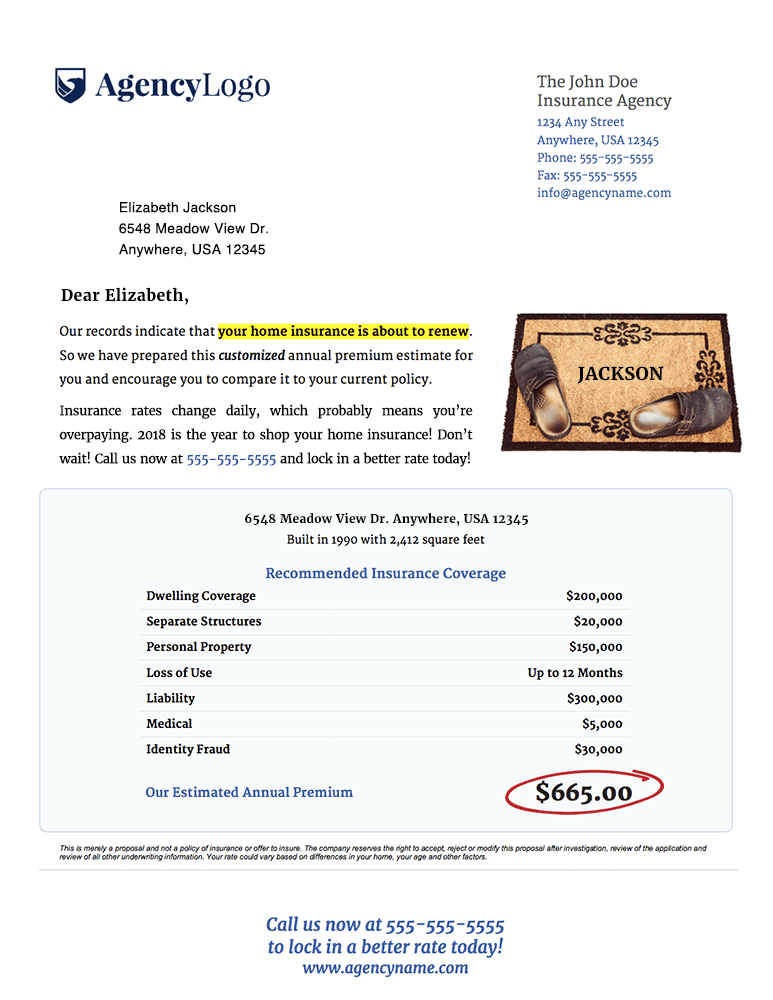 AgencyLogo
The John Doe
Insurance Agency
1234 Any Street
Anywhere, USA 12345
Phone: 555-555-5555
Fax: 555-555-5555
info@agencyname.com
Elizabeth Jackson
6548 Meadow View Dr.
Anywhere, USA 12345
Dear Elizabeth,
Our records indicate that your home insurance is about to renew.
So we have prepared this customized annual premium estimate for
you and encourage you to compare it to your current policy.
Insurance rates change daily, which probably means you're
overpaying. 2018 is the year to shop your home insurance! Don't
wait! Call us now at 555-555-5555 and lock in a better rate today!
JACKSON
6548 Meadow View Dr. Anywhere, USA 12345
Built in 1990 with 2,412 square feet
Recommended Insurance Coverage
Dwelling Coverage $200,000
Separate Structures $20,000
Personal Property $150,000
Loss of Use Up to 12 Months
Liability $300,000
Medical $5,000
Identity Fraud $30,000
Our Estimated Annual Premium $665.00
This is merely a proposal and not a policy of insurance or offer to insure. The company reserves the right to accept, reject or modify this proposal after investigation, review of the application and
review of all other underwriting information. Your rate could vary based on differences in your home, your age and other factors.
Call us now at 555-555-5555
to lock in a better rate today!
www.agencyname.com